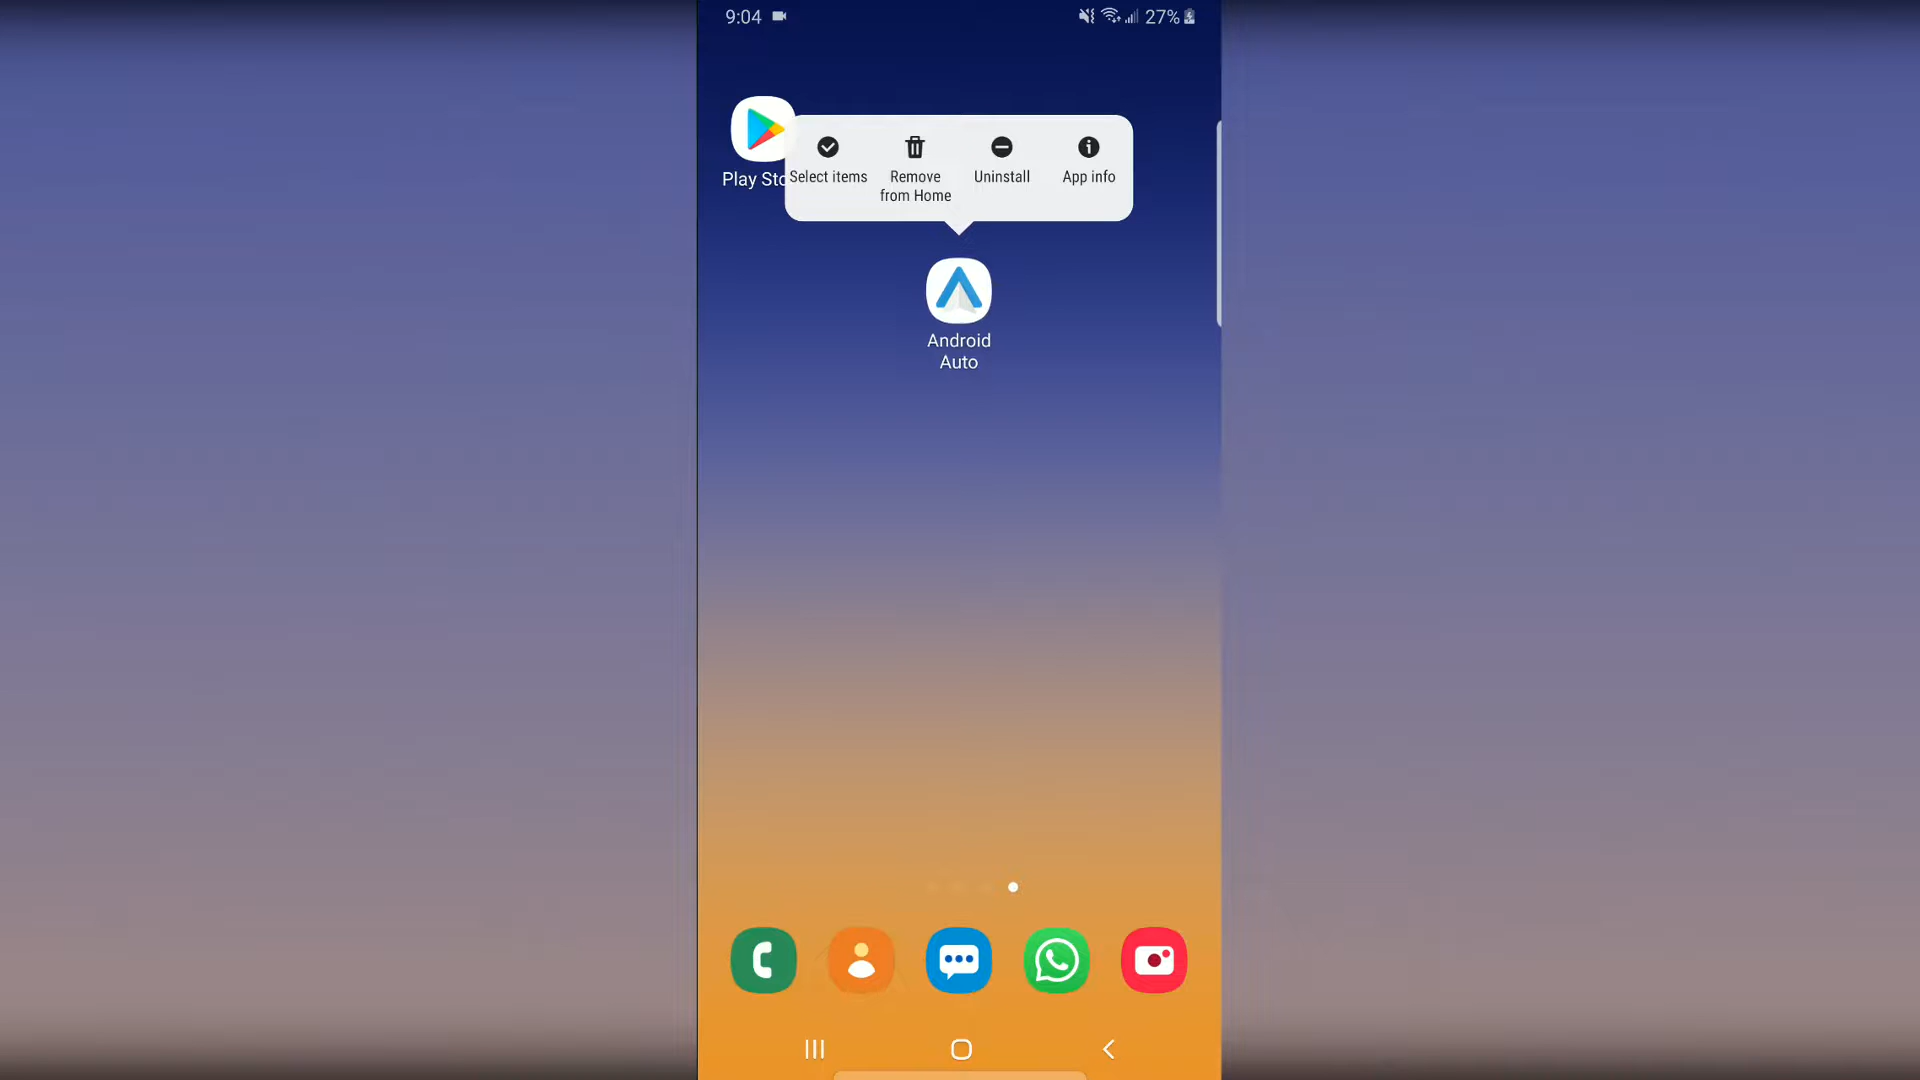 9:04
27%
Play Sto
Select items
Remove
from Home
Uninstall
App info
Android
Auto